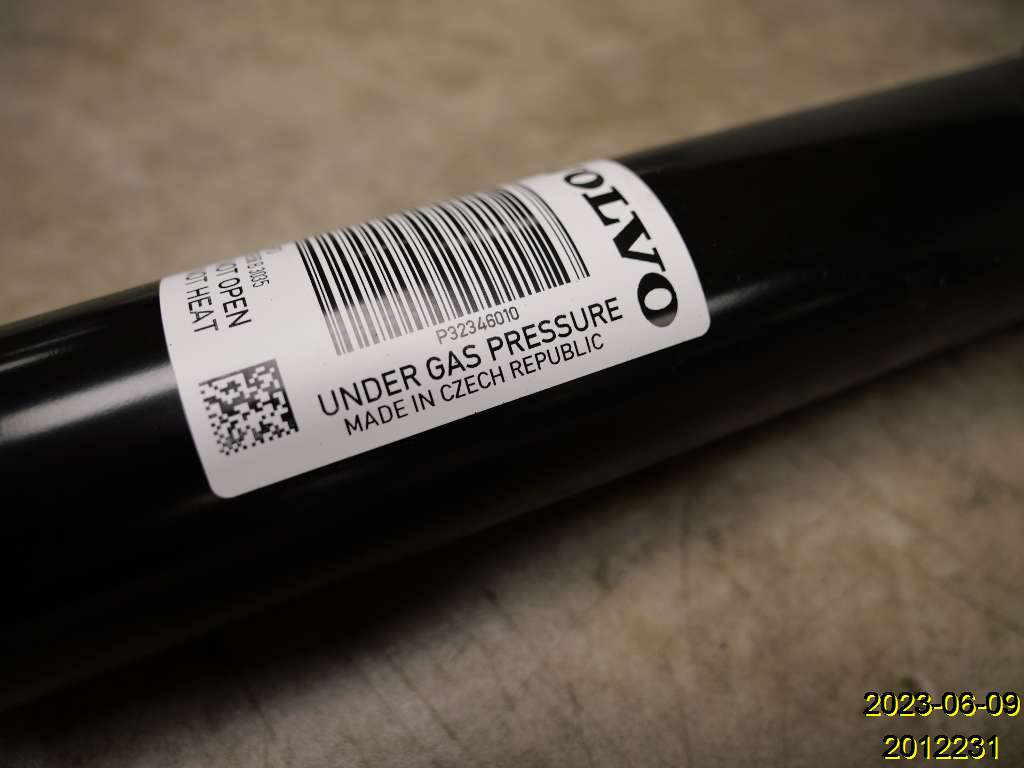 VOLVO
P32346010
UNDER GAS PRESSURE
MADE IN CZECH REPUBLIC
OT OPEN
OT HEAT
2023-06-09
2012231